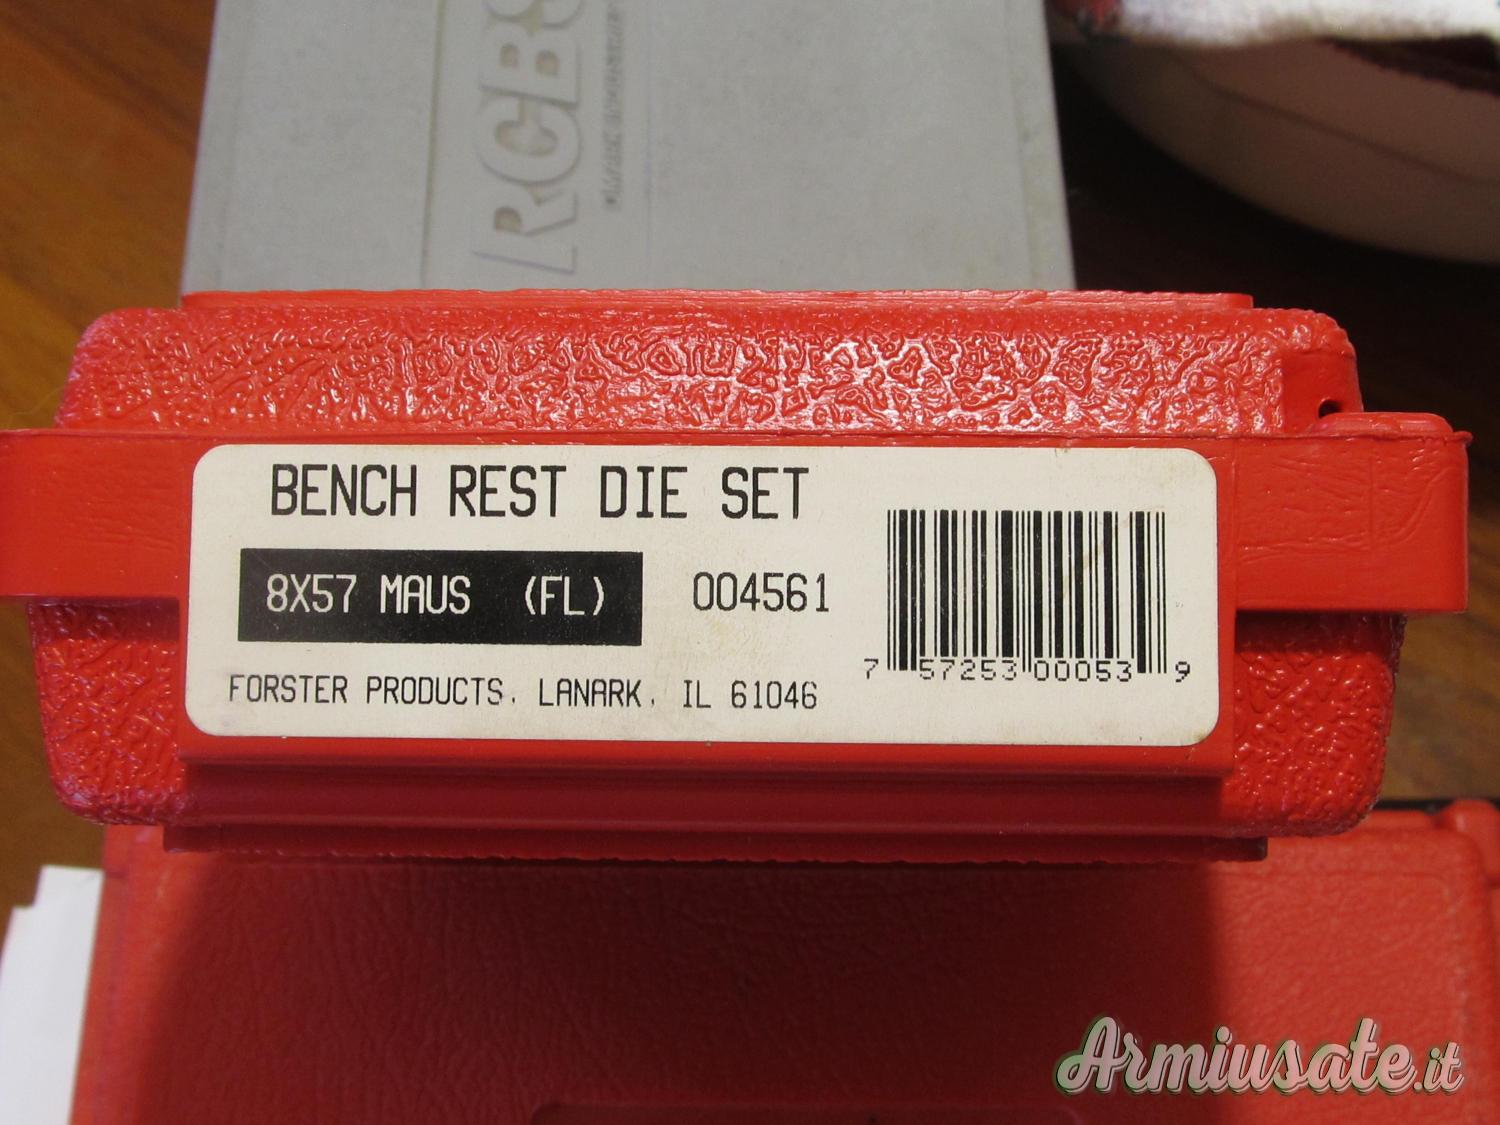 RCBS
BENCH REST DIE SET
8X57 MAUS (FL) 004561
FORSTER PRODUCTS, LANARK, IL 61046
7 57253 00053 9
Armiusate.it